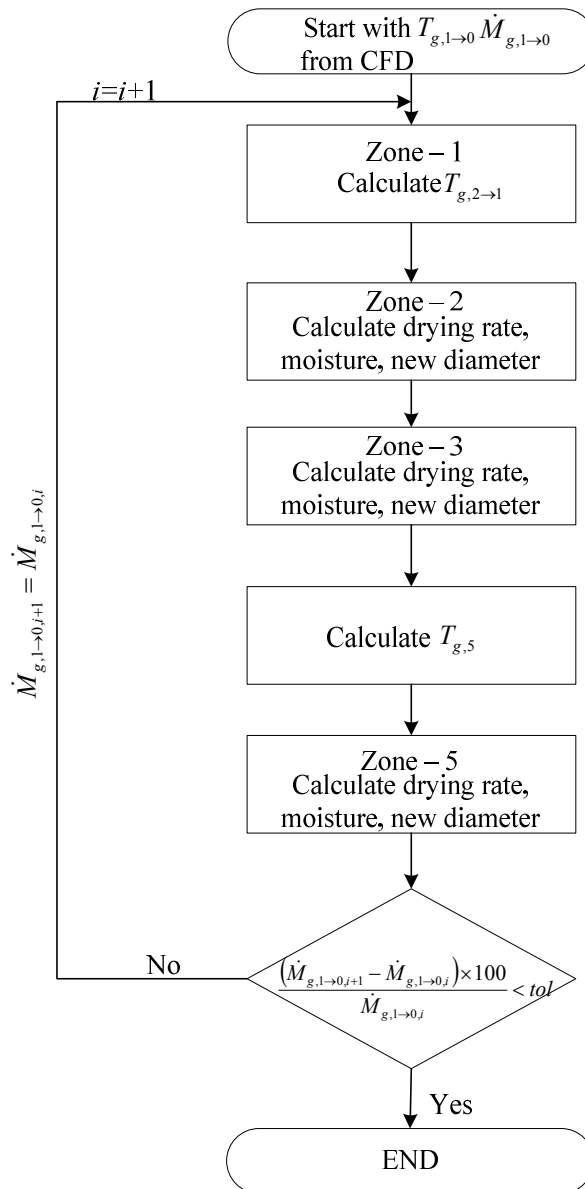 Start with T_{g,1→0} Ṁ_{g,1→0}
from CFD
i=i+1
Zone – 1
Calculate T_{g,2→1}
Zone – 2
Calculate drying rate,
moisture, new diameter
Zone – 3
Calculate drying rate,
moisture, new diameter
Ṁ_{g,1→0,i+1} = Ṁ_{g,1→0,i}
Calculate T_{g,5}
Zone – 5
Calculate drying rate,
moisture, new diameter
No
(Ṁ_{g,1→0,i+1} − Ṁ_{g,1→0,i})×100
Ṁ_{g,1→0,i}
< tol
Yes
END